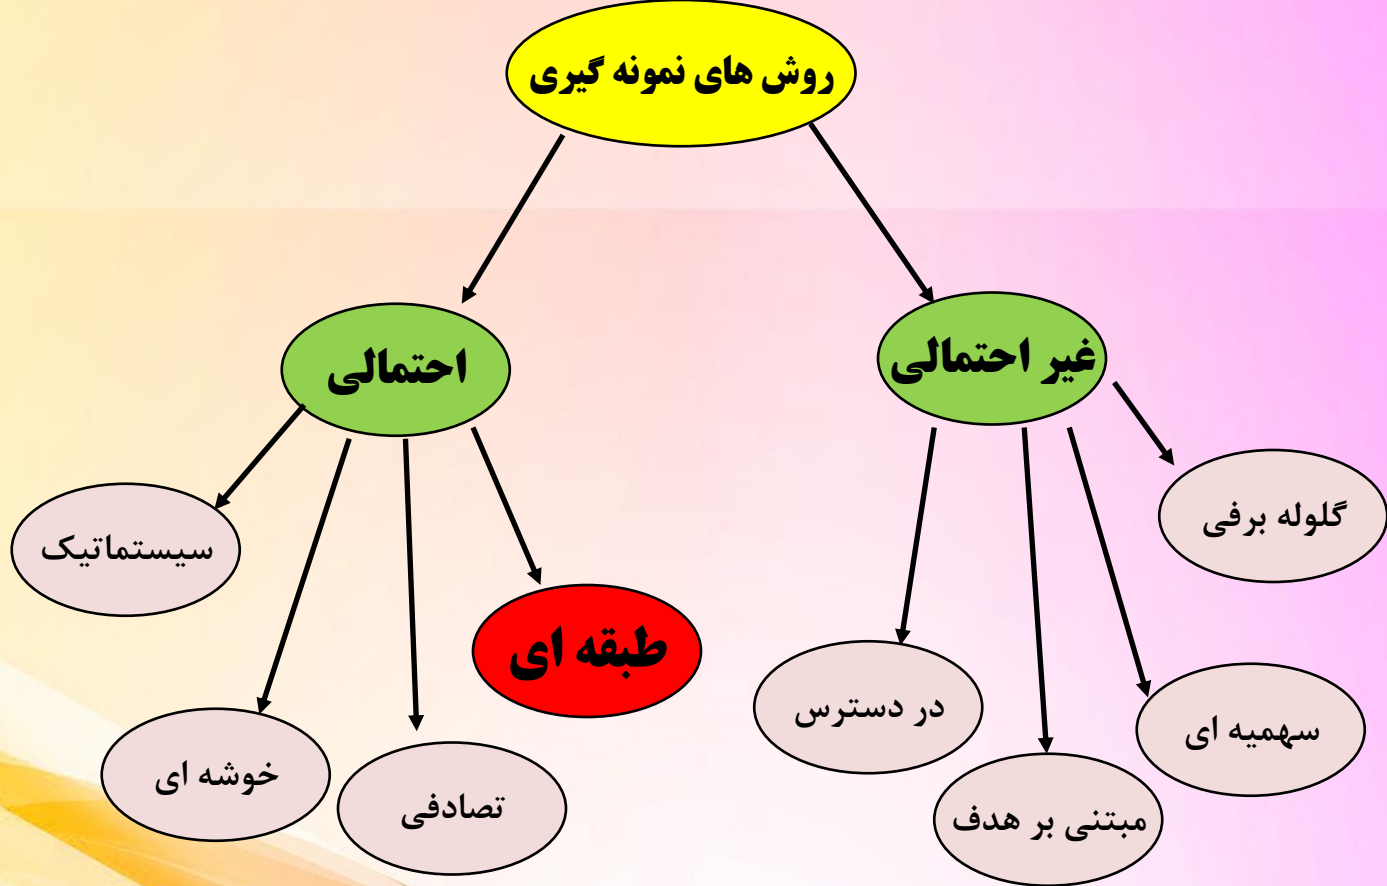 روش های نمونه گیری
غیر احتمالی
احتمالی
گلوله برفی
سهمیه ای
مبتنی بر هدف
در دسترس
طبقه ای
تصادفی
خوشه ای
سیستماتیک